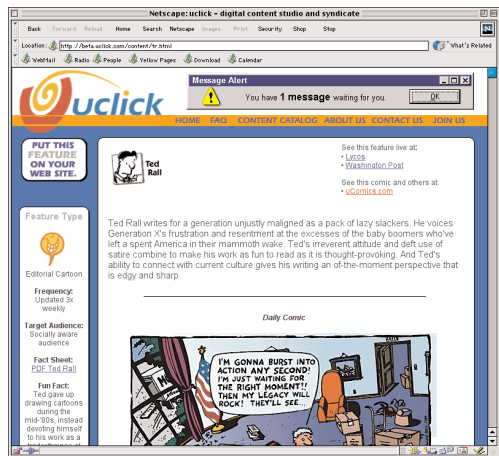 Netscape: uclick - digital content studio and syndicate
Back Forward Reload Home Search Netscape Images Print Security Shop Stop
Location: http://beta.uclick.com/content/tr.html
What's Related
WebMail Radio People Yellow Pages Download Calendar
uclick
Message Alert
You have 1 message waiting for you.
OK
HOME FAQ CONTENT CATALOG ABOUT US CONTACT US JOIN US
PUT THIS
FEATURE
ON YOUR
WEB SITE.
Ted
Rall
See this feature live at:
• Lycos
• Washington Post
See this comic and others at:
• uComics.com
Feature Type
Editorial Cartoon
Frequency:
Updated 3x
weekly
Target Audience:
Socially aware
audience
Fact Sheet:
PDF Ted Rall
Fun Fact:
Ted gave up
drawing cartoons
during the
mid-'80s, instead
devoting himself
to his work as a
Ted Rall writes for a generation unjustly maligned as a pack of lazy slackers. He voices
Generation X's frustration and resentment at the excesses of the baby boomers who've
left a spent America in their mammoth wake. Ted's irreverent attitude and deft use of
satire combine to make his work as fun to read as it is thought-provoking. And Ted's
ability to connect with current culture gives his writing an of-the-moment perspective that
is edgy and sharp.
Daily Comic
I'M GONNA BURST INTO
ACTION ANY SECOND!
I'M JUST WAITING FOR
THE RIGHT MOMENT!!
THEN MY LEGACY WILL
ROCK! THEY'LL SEE...